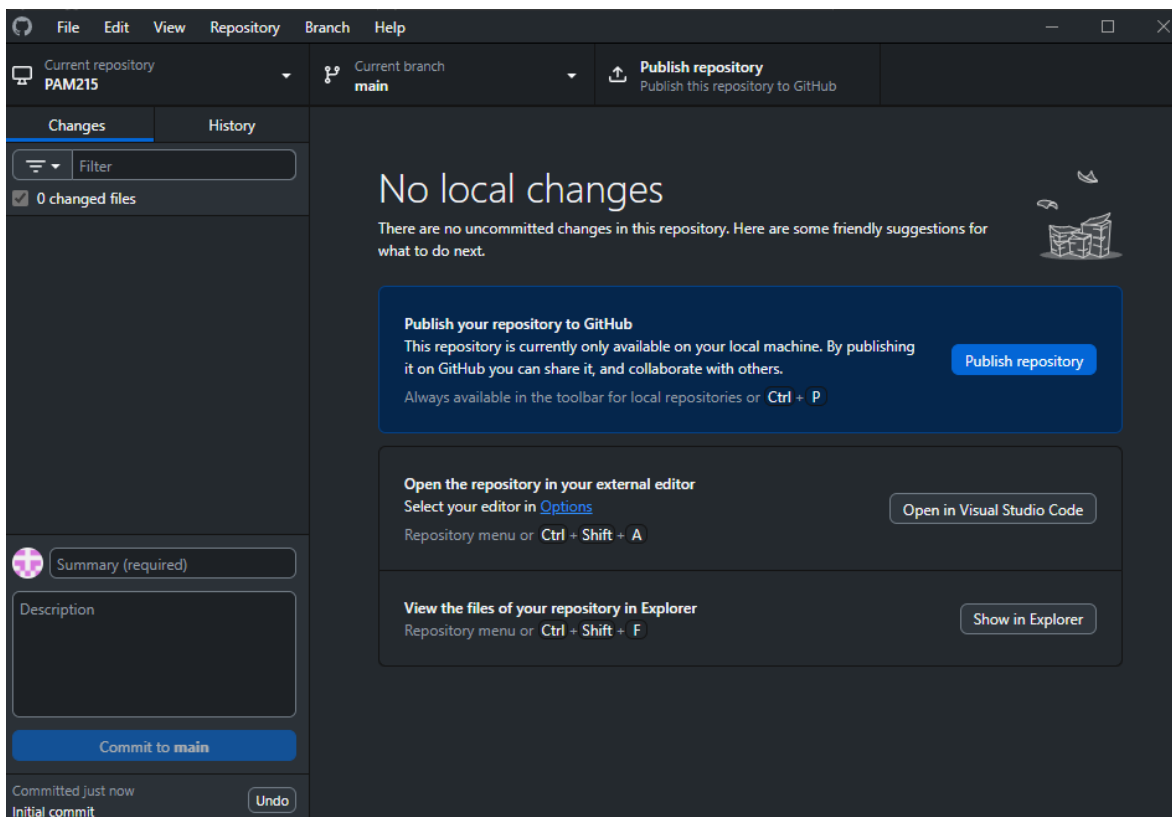 File Edit View Repository Branch Help
Current repository
PAM215
Current branch
main
Publish repository
Publish this repository to GitHub
Changes History
Filter
0 changed files
No local changes
There are no uncommitted changes in this repository. Here are some friendly suggestions for
what to do next.
Publish your repository to GitHub
This repository is currently only available on your local machine. By publishing
it on GitHub you can share it, and collaborate with others.
Always available in the toolbar for local repositories or Ctrl + P
Publish repository
Open the repository in your external editor
Select your editor in Options
Repository menu or Ctrl + Shift + A
Open in Visual Studio Code
View the files of your repository in Explorer
Repository menu or Ctrl + Shift + F
Show in Explorer
Summary (required)
Description
Commit to main
Committed just now
Initial commit
Undo